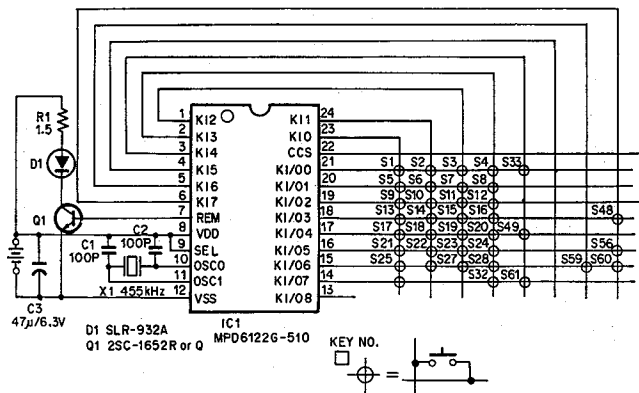 R1
1.5
D1
Q1
C1
100P
C2
100P
C3
47µ/6.3V
X1 455kHz
1 KI2
2 KI3
3 KI4
4 KI5
5 KI6
6 KI7
7 REM
8 VDD
9 SEL
10 OSC0
11 OSC1
12 VSS
KI1 24
KI0 23
CCS 22
KI/O0 21
KI/O1 20
KI/O2 19
KI/O3 18
KI/O4 17
KI/O5 16
KI/O6 15
KI/O7 14
KI/O8 13
S1 S2 S3 S4 S33
S5 S6 S7 S8
S9 S10 S11 S12
S13 S14 S15 S16 S48
S17 S18 S19 S20 S49
S21 S22 S23 S24 S56
S25 S27 S28 S59 S60
S32 S61
IC1
MPD6122G-510
D1 SLR-932A
Q1 2SC-1652R or Q
KEY NO.
=